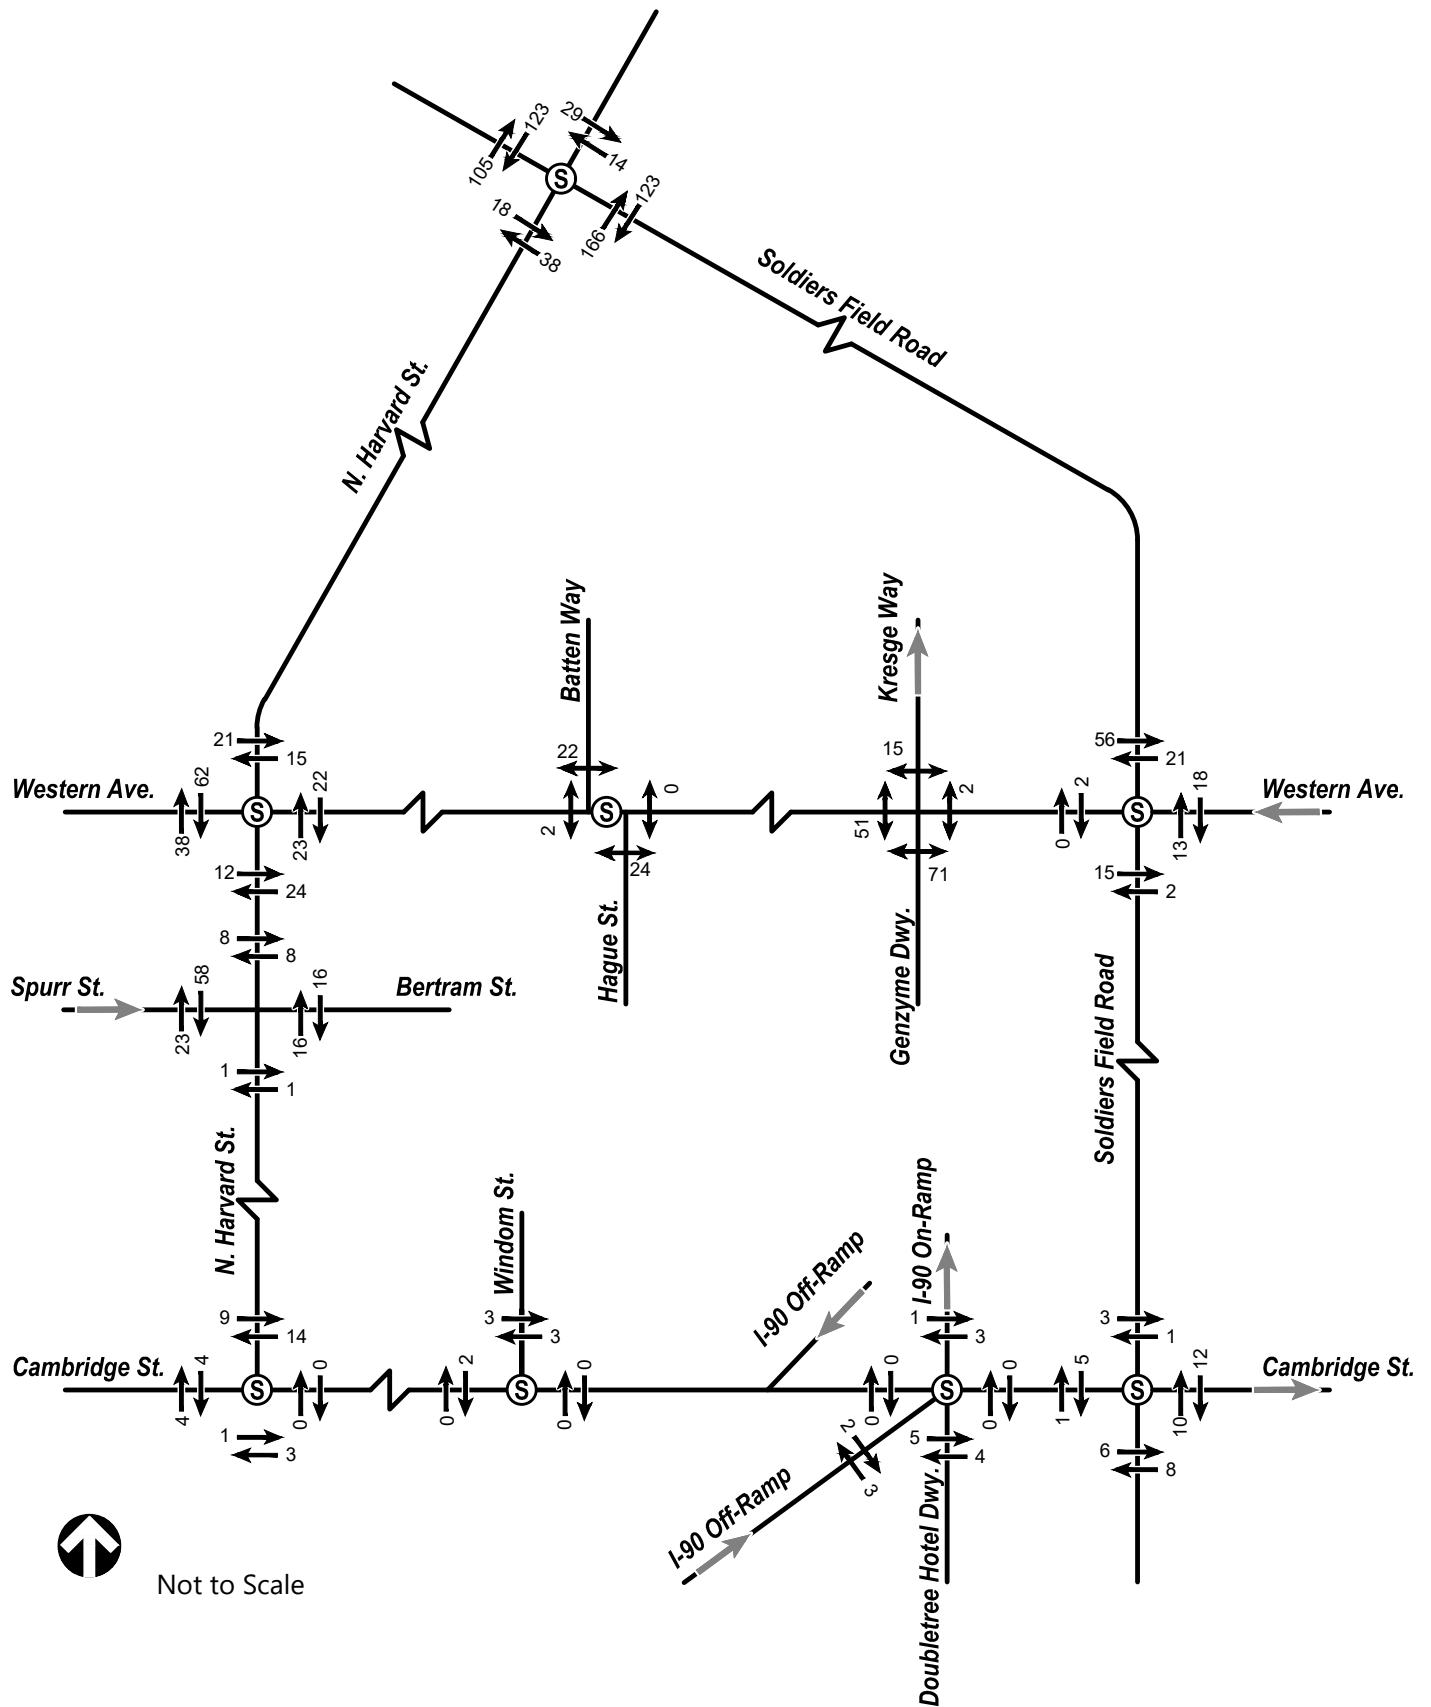 29
123
14
105
S
18
123
38
166
Soldiers Field Road
N. Harvard St.
Batten Way
Kresge Way
21
15
22
15
56
21
Western Ave.
62
22
0
2
2
18
Western Ave.
S
S
S
38
23
2
51
0
13
12
24
24
71
15
2
8
8
Hague St.
Genzyme Dwy.
Soldiers Field Road
Spurr St.
58
16
Bertram St.
23
16
1
1
N. Harvard St.
Windom St.
I-90 Off-Ramp
I-90 On-Ramp
9
14
3
3
1
3
3
1
Cambridge St.
4
0
2
0
0
0
5
12
Cambridge St.
S
S
S
S
4
0
0
0
0
0
1
10
1
3
2
3
5
4
6
8
I-90 Off-Ramp
Doubletree Hotel Dwy.
Not to Scale